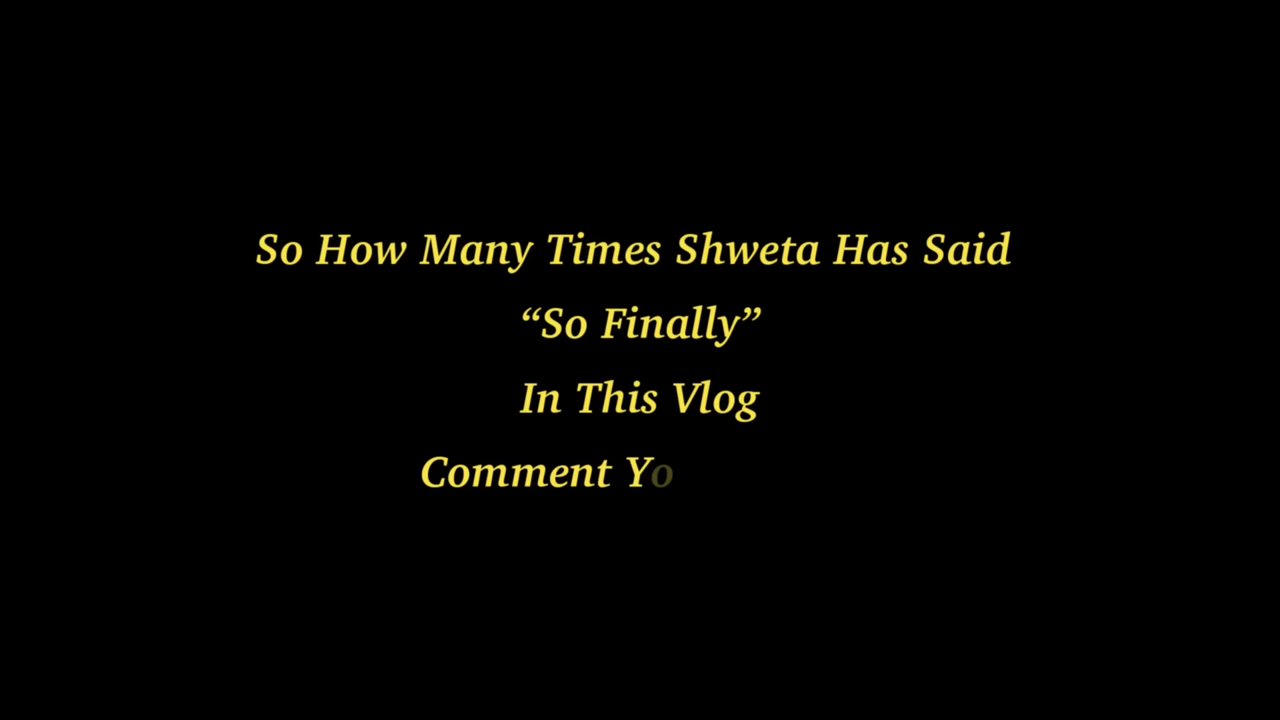 So How Many Times Shweta Has Said
“So Finally”
In This Vlog
Comment Yo